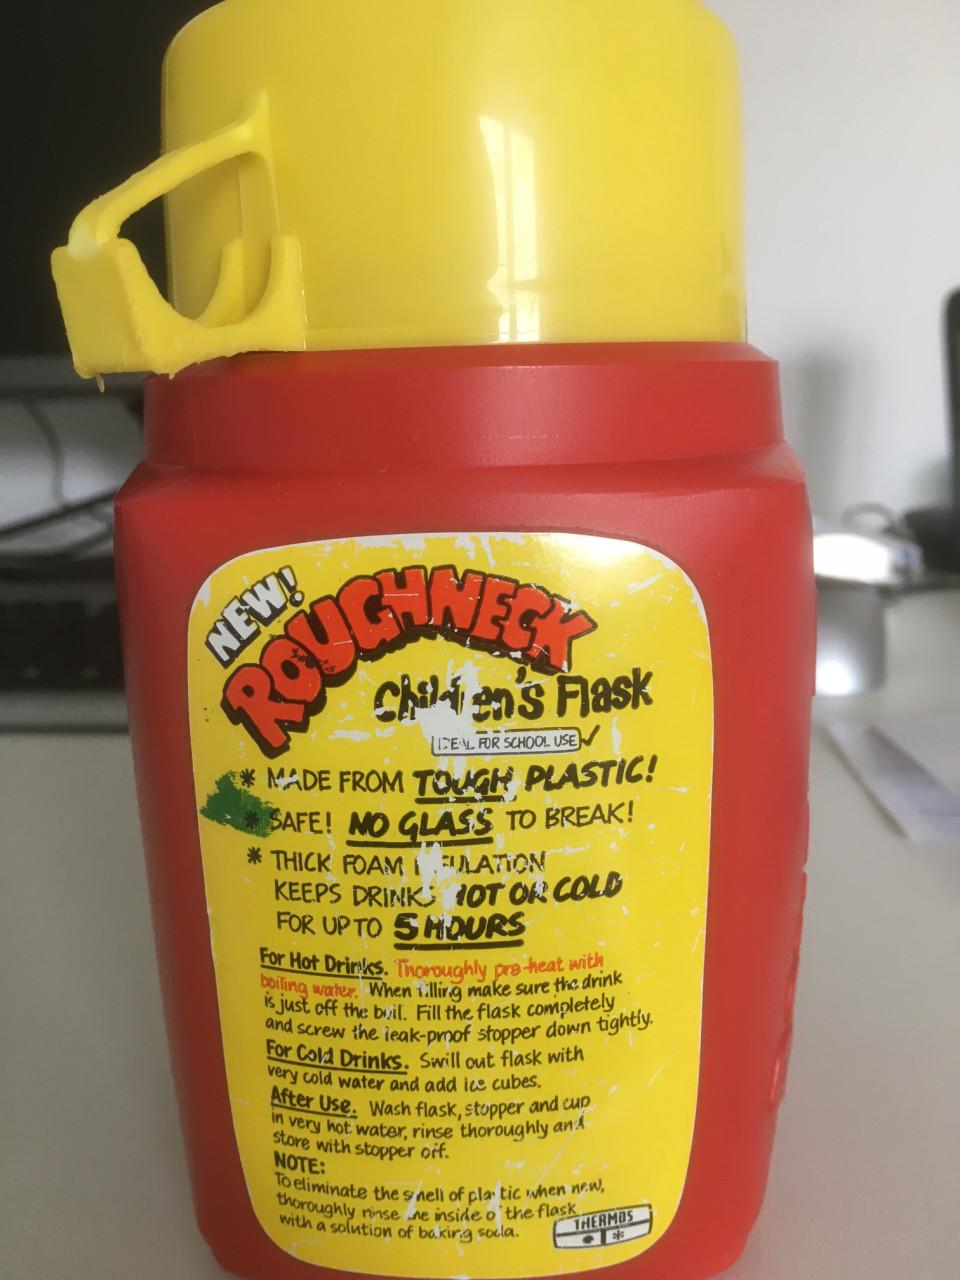 NEW!
ROUGHNECK
Children's Flask
IDEAL FOR SCHOOL USE ✓
* MADE FROM TOUGH PLASTIC!
* SAFE! NO GLASS TO BREAK!
* THICK FOAM INSULATION
KEEPS DRINKS HOT OR COLD
FOR UP TO 5 HOURS
For Hot Drinks. Thoroughly pre-heat with
boiling water. When filling make sure the drink
is just off the boil. Fill the flask completely
and screw the leak-proof stopper down tightly.
For Cold Drinks. Swill out flask with
very cold water and add ice cubes.
After Use. Wash flask, stopper and cup
in very hot water, rinse thoroughly and
store with stopper off.
NOTE:
To eliminate the smell of plastic when new,
thoroughly rinse the inside of the flask
with a solution of baking soda.
THERMOS